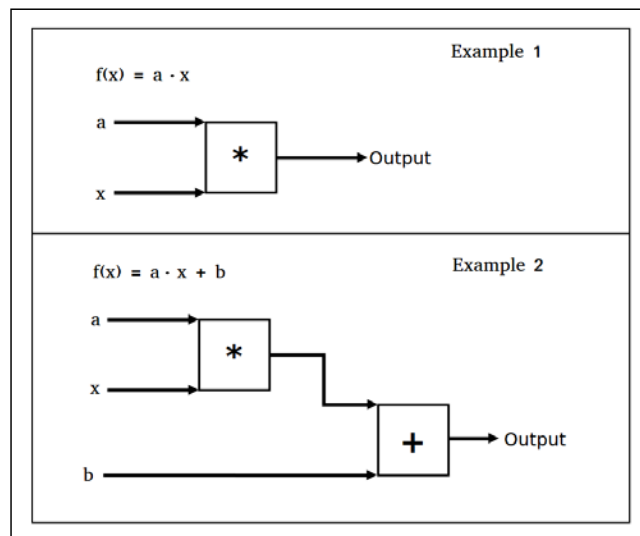 Example 1
f(x) = a · x
a
*
Output
x
Example 2
f(x) = a · x + b
a
*
x
+
Output
b